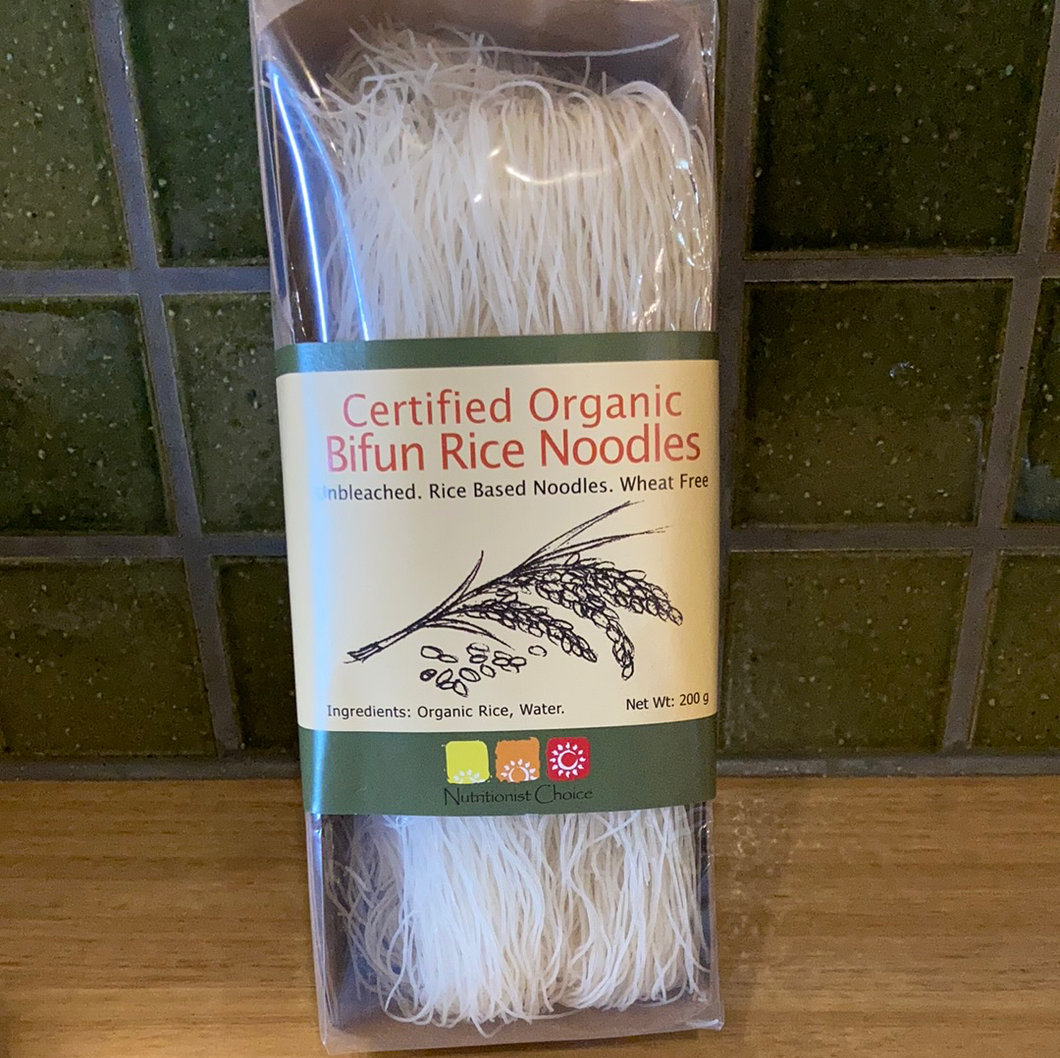 Certified Organic
Bifun Rice Noodles
Unbleached. Rice Based Noodles. Wheat Free
Ingredients: Organic Rice, Water.
Net Wt: 200 g
Nutritionist Choice